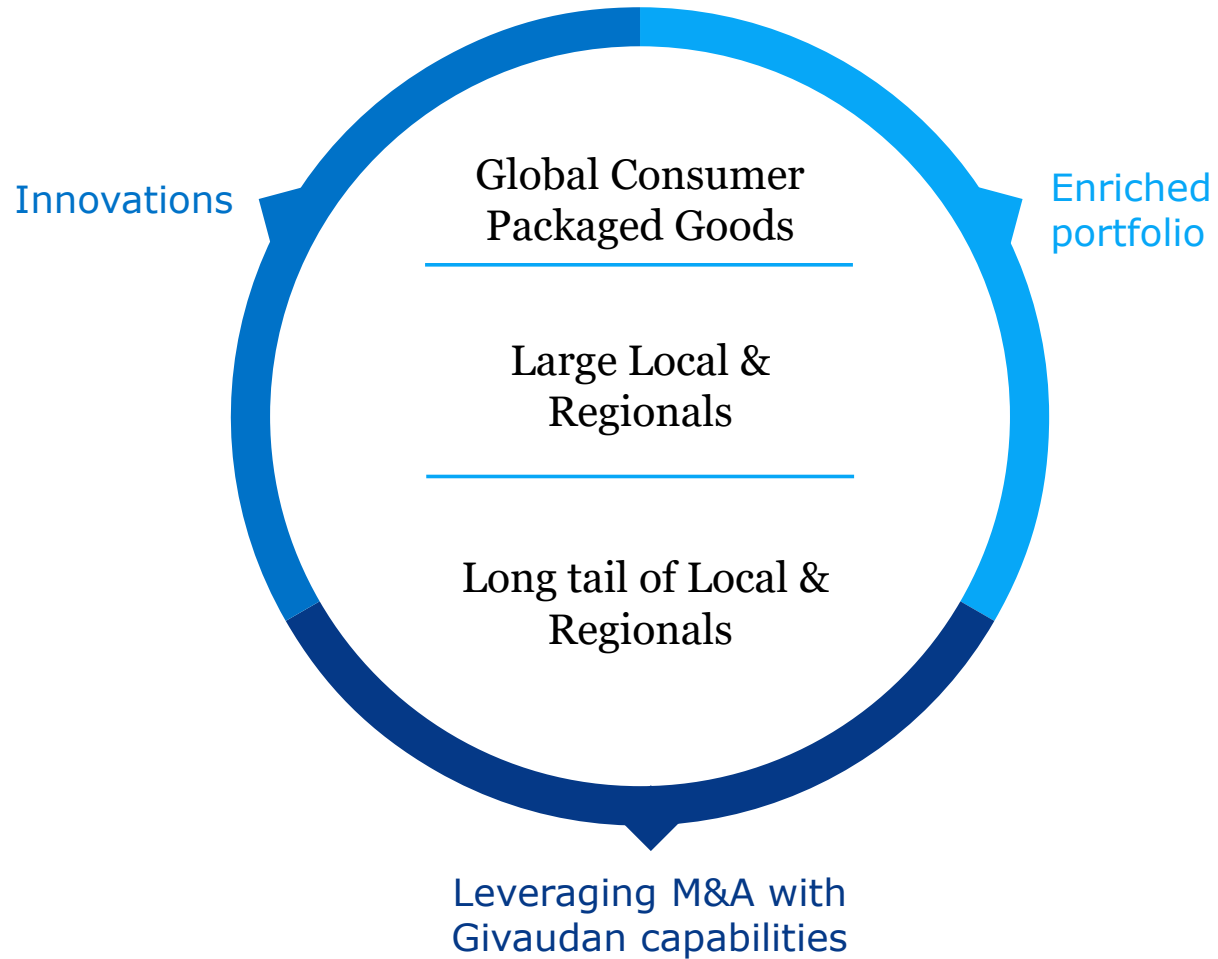 Global Consumer
Packaged Goods
Innovations
Enriched
portfolio
Large Local &
Regionals
Long tail of Local &
Regionals
Leveraging M&A with
Givaudan capabilities